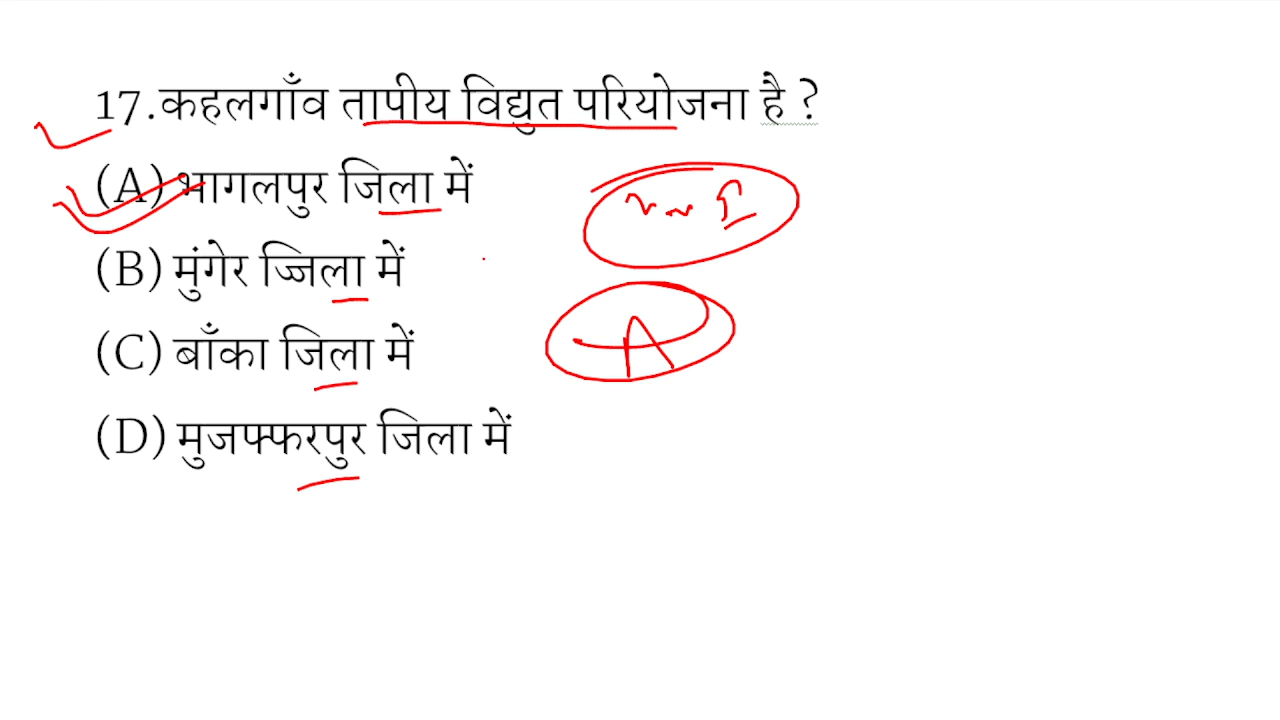 17.कहलगाँव तापीय विद्युत परियोजना है ?
(A) भागलपुर जिला में
(B) मुंगेर ज्जिला में
(C) बाँका जिला में
(D) मुजफ्फरपुर जिला में
A